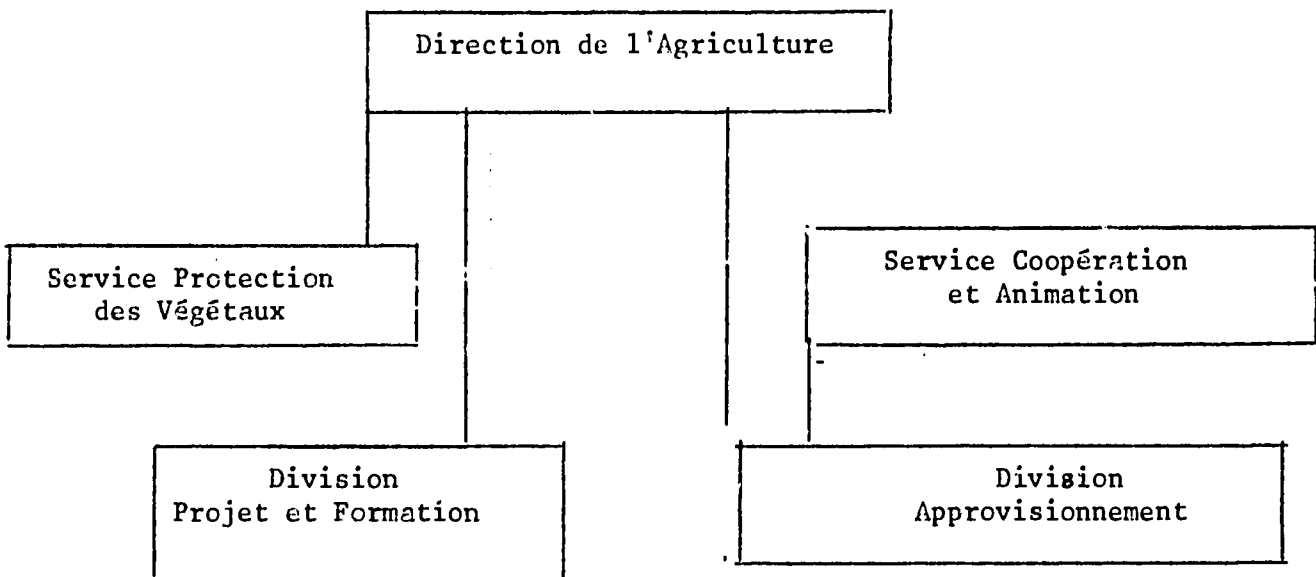 Direction de l'Agriculture
Service Protection
des Végétaux
Service Coopération
et Animation
Division
Projet et Formation
Division
Approvisionnement